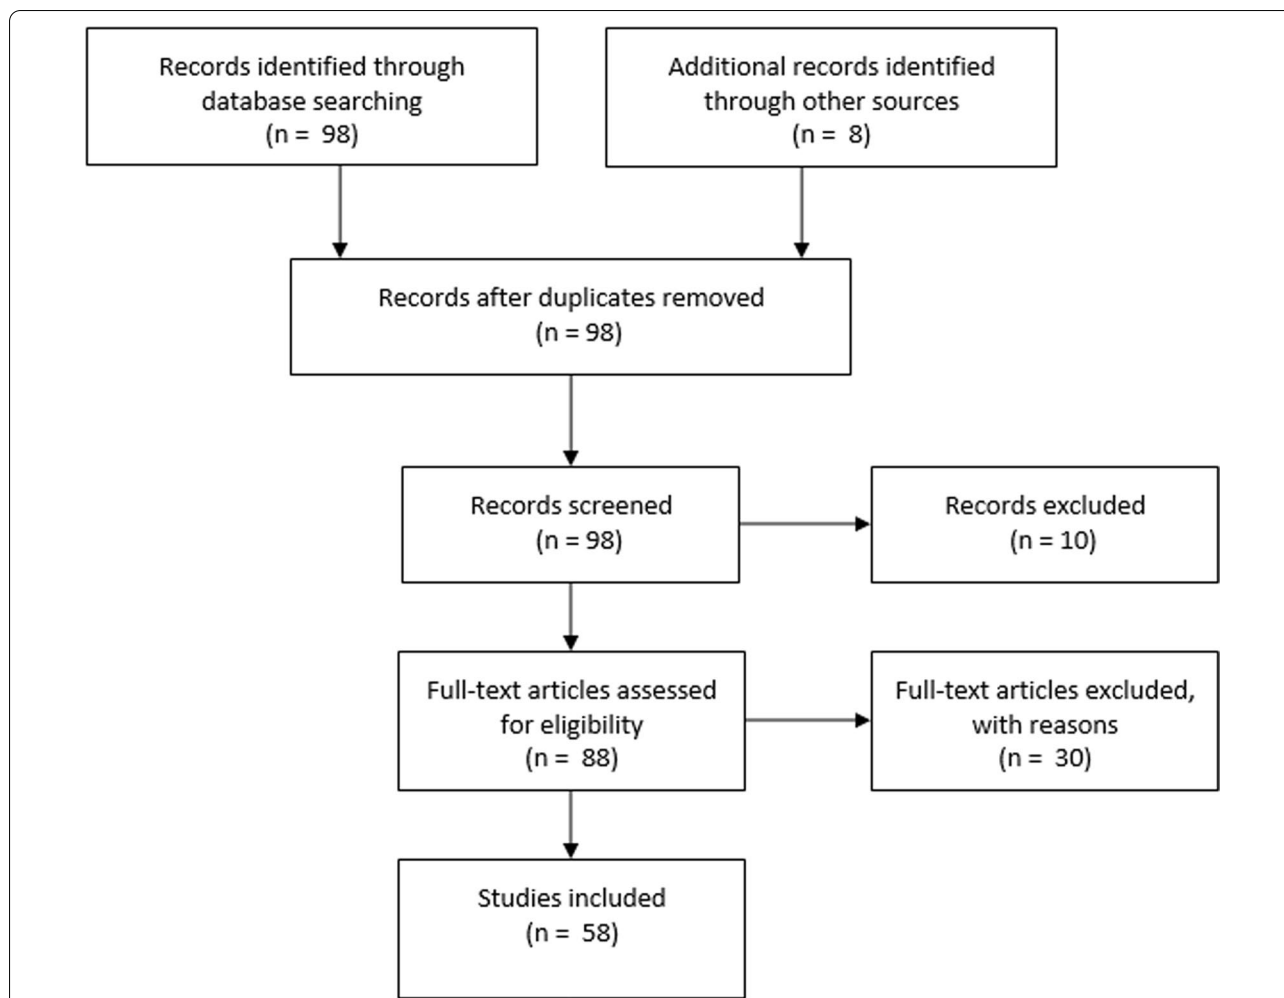 Records identified through
database searching
(n = 98)
Additional records identified
through other sources
(n = 8)
Records after duplicates removed
(n = 98)
Records screened
(n = 98)
Records excluded
(n = 10)
Full-text articles assessed
for eligibility
(n = 88)
Full-text articles excluded,
with reasons
(n = 30)
Studies included
(n = 58)